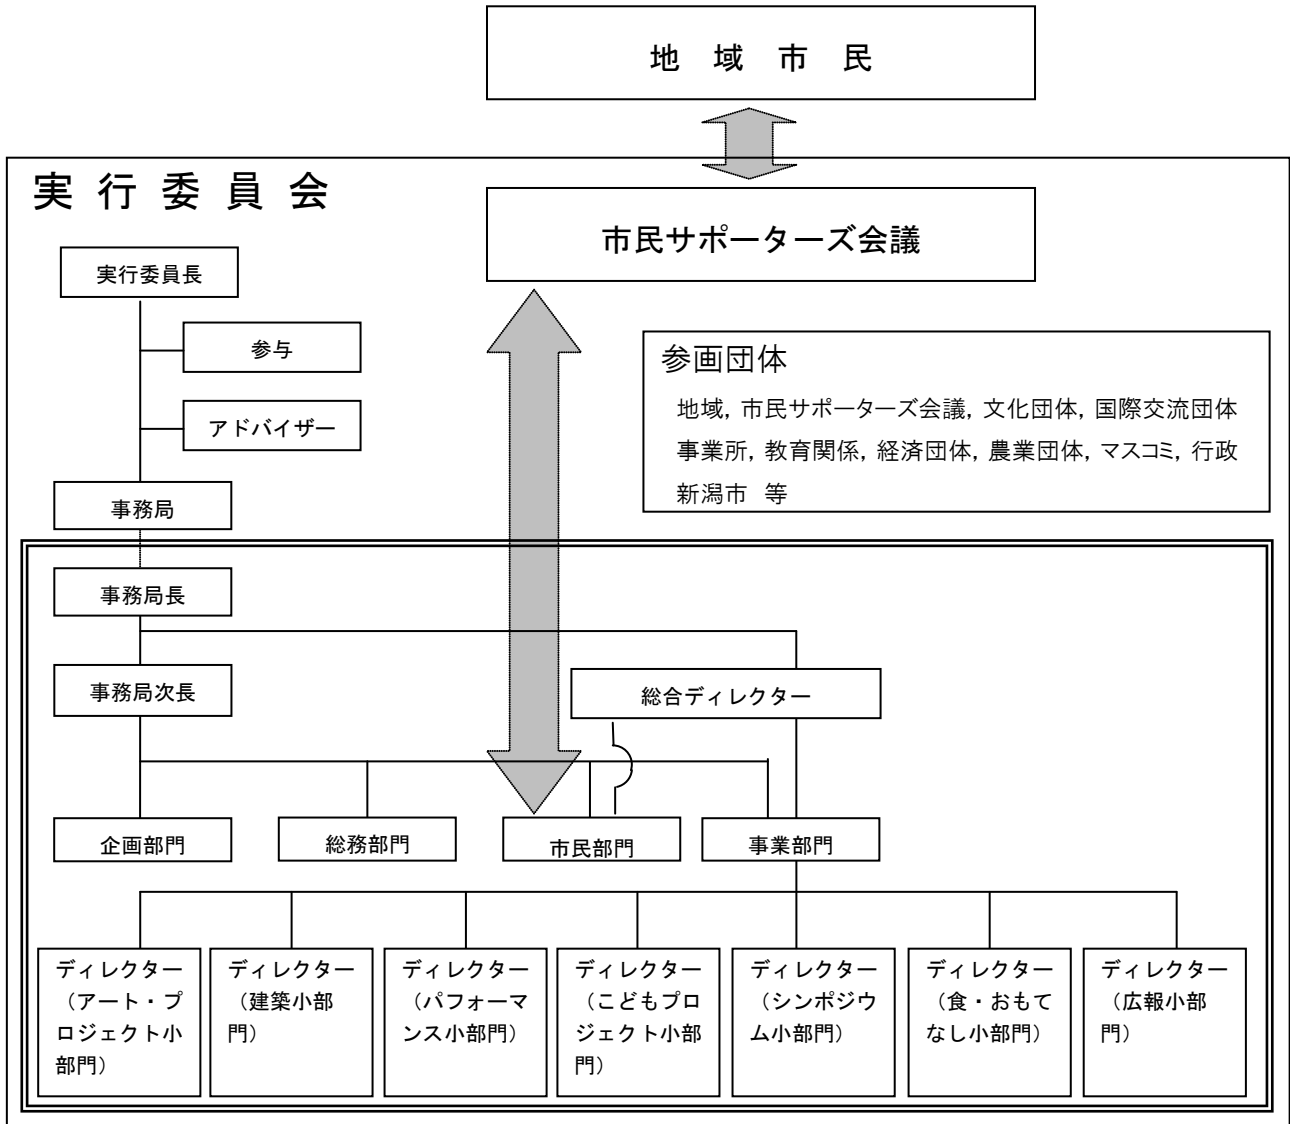 地 域 市 民
実 行 委 員 会
市民サポーターズ会議
実行委員長
参与
アドバイザー
事務局
参画団体
地域, 市民サポーターズ会議, 文化団体, 国際交流団体
事業所, 教育関係, 経済団体, 農業団体, マスコミ, 行政
新潟市 等
事務局長
事務局次長
総合ディレクター
企画部門
総務部門
市民部門
事業部門
ディレクター
（アート・プ
ロジェクト小
部門）
ディレクター
（建築小部
門）
ディレクター
（パフォーマ
ンス小部門）
ディレクター
（こどもプロ
ジェクト小部
門）
ディレクター
（シンポジウ
ム小部門）
ディレクター
（食・おもて
なし小部門）
ディレクター
（広報小部
門）